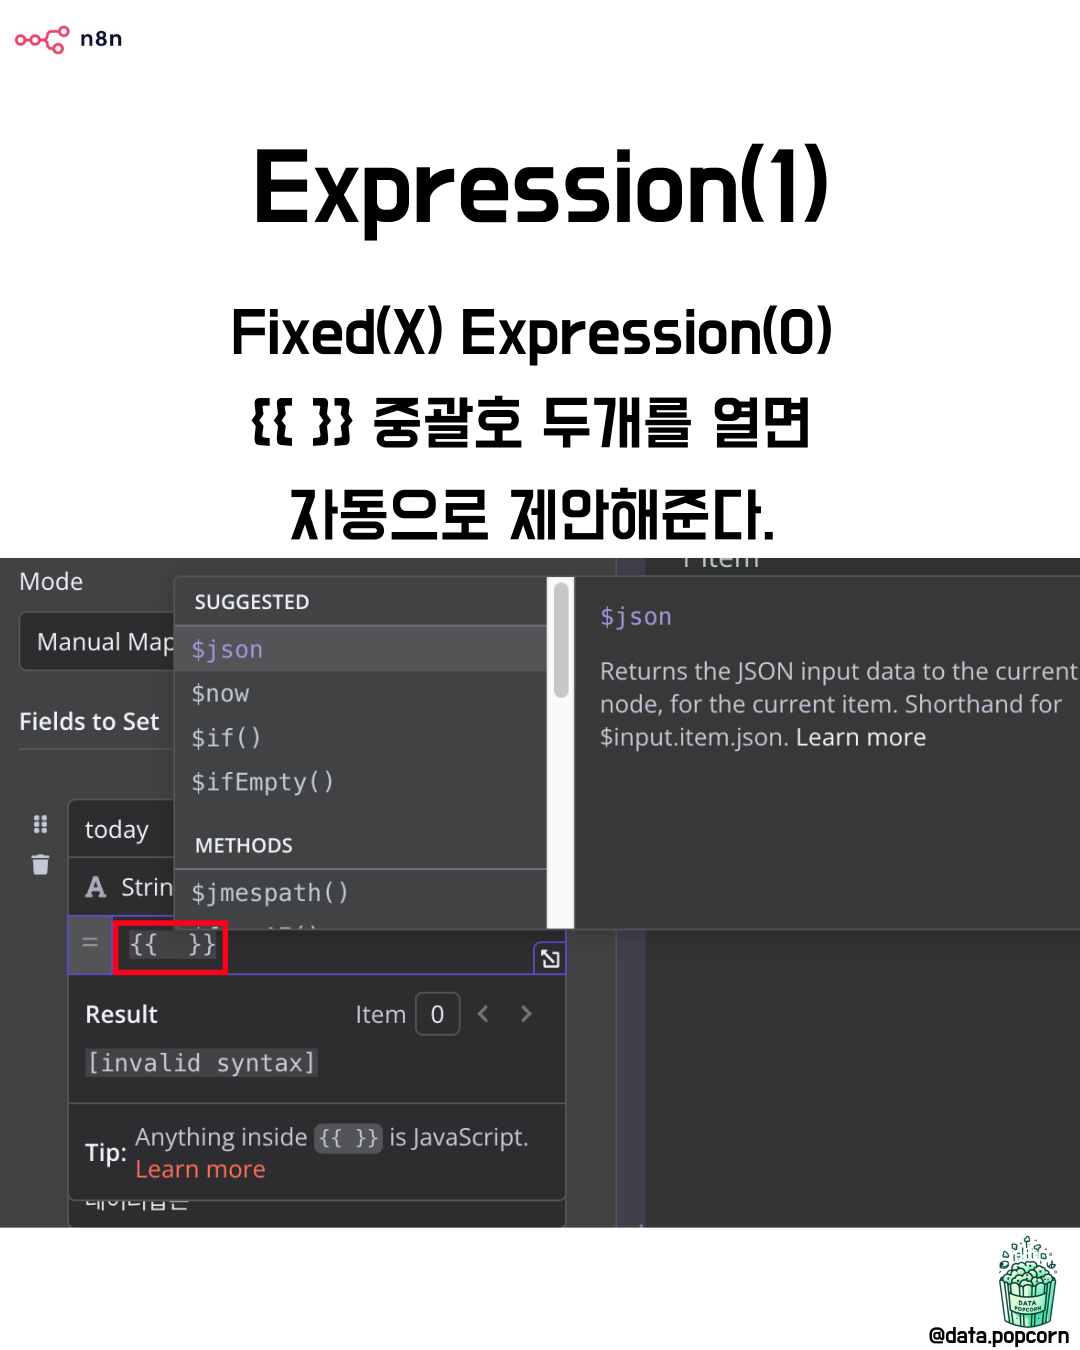 n8n
Expression(1)
Fixed(X) Expression(O)
{{ }} 중괄호 두개를 열면
자동으로 제안해준다.
Mode
Manual Map
Fields to Set
today
Strin
SUGGESTED
$json
$now
$if()
$ifEmpty()
METHODS
$jmespath()
$json
Returns the JSON input data to the current
node, for the current item. Shorthand for
$input.item.json. Learn more
= {{ }}
Result
Item 0
[invalid syntax]
Tip: Anything inside {{ }} is JavaScript.
Learn more
DATA
POPCORN
@data.popcorn